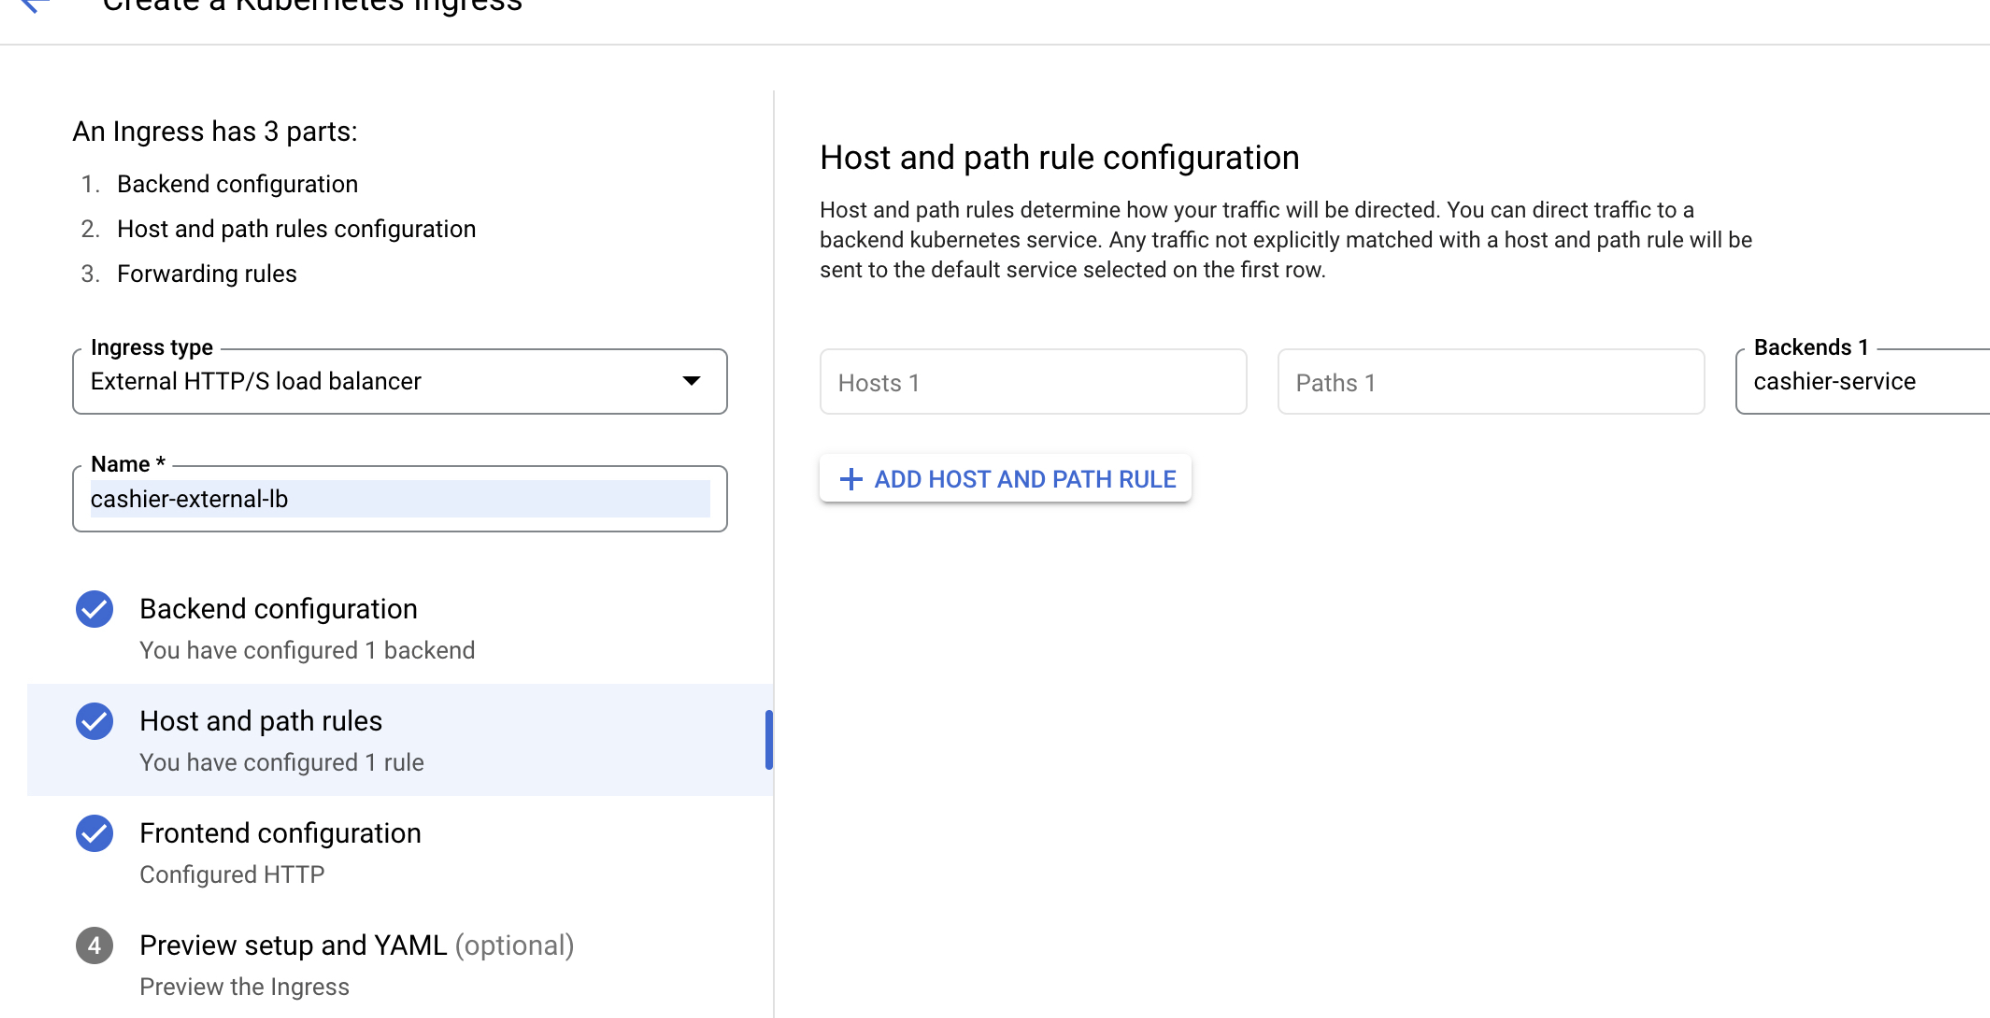 Create a Kubernetes Ingress
An Ingress has 3 parts:
1. Backend configuration
2. Host and path rules configuration
3. Forwarding rules
Ingress type
External HTTP/S load balancer
Name *
cashier-external-lb
Backend configuration
You have configured 1 backend
Host and path rules
You have configured 1 rule
Frontend configuration
Configured HTTP
4 Preview setup and YAML (optional)
Preview the Ingress
Host and path rule configuration
Host and path rules determine how your traffic will be directed. You can direct traffic to a
backend kubernetes service. Any traffic not explicitly matched with a host and path rule will be
sent to the default service selected on the first row.
Hosts 1
Paths 1
Backends 1
cashier-service
+ ADD HOST AND PATH RULE